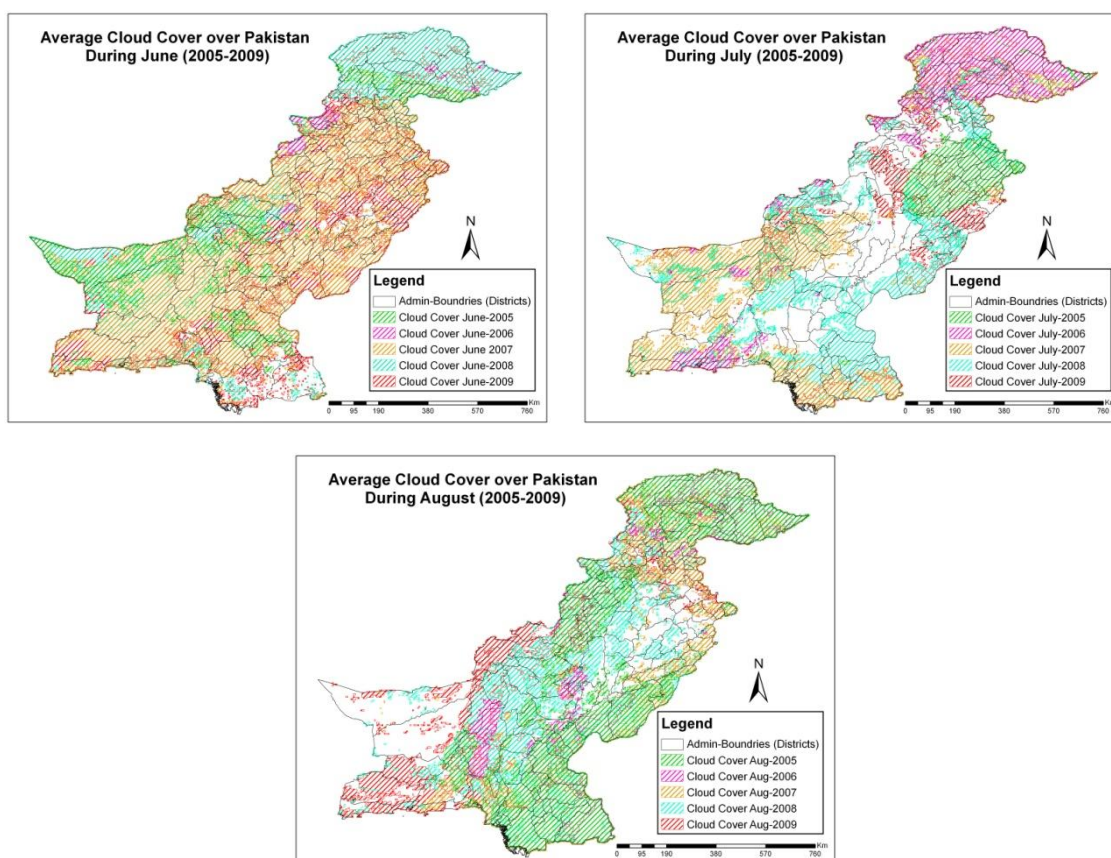 Average Cloud Cover over Pakistan
During June (2005-2009)
N
Legend
Admin-Boundries (Districts)
Cloud Cover June-2005
Cloud Cover June-2006
Cloud Cover June 2007
Cloud Cover June-2008
Cloud Cover June-2009
Km
0 95 190 380 570 760
Average Cloud Cover over Pakistan
During July (2005-2009)
N
Legend
Admin-Boundries (Districts)
Cloud Cover July-2005
Cloud Cover July-2006
Cloud Cover July-2007
Cloud Cover July-2008
Cloud Cover July-2009
Km
0 95 190 380 570 760
Average Cloud Cover over Pakistan
During August (2005-2009)
N
Legend
Admin-Boundries (Districts)
Cloud Cover Aug-2005
Cloud Cover Aug-2006
Cloud Cover Aug-2007
Cloud Cover Aug-2008
Cloud Cover Aug-2009
Km
0 95 190 380 570 760